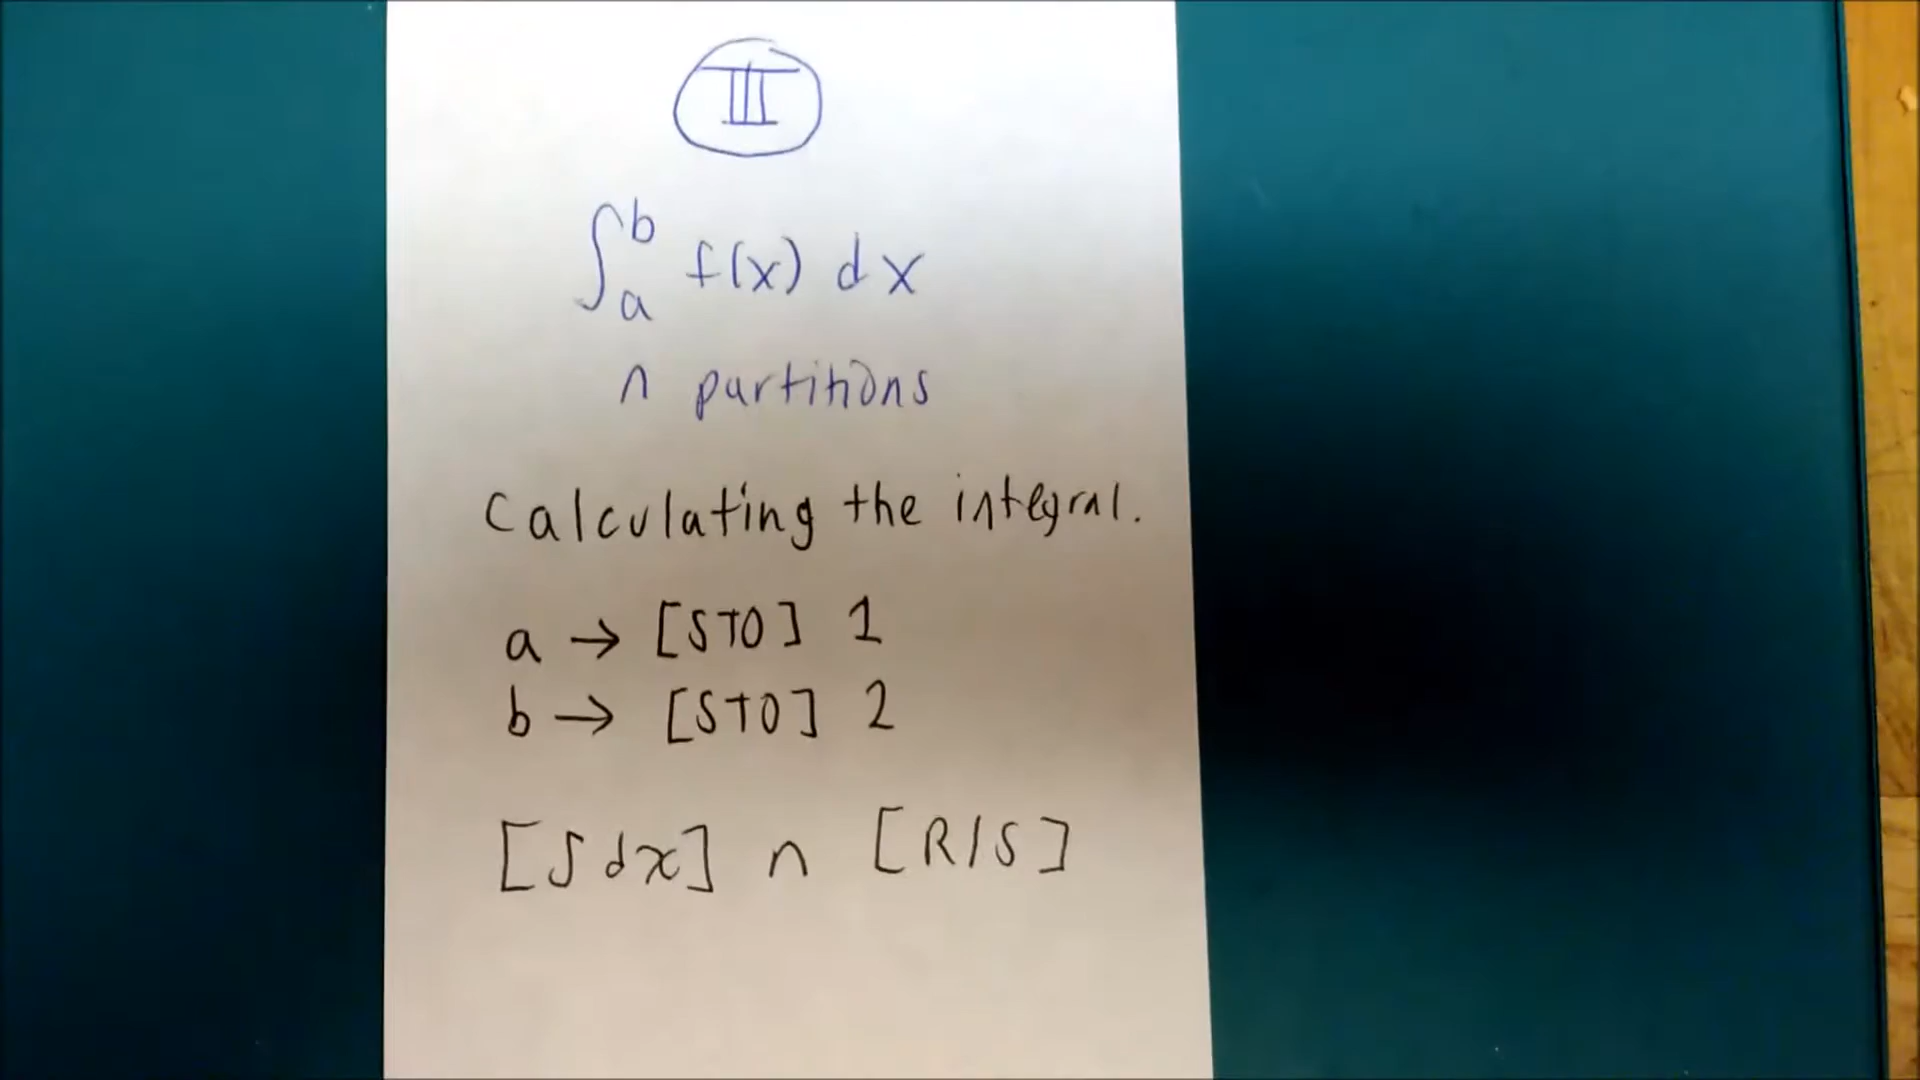 III
∫ₐᵇ f(x) dx
n partitions
Calculating the integral.
a → [STO] 1
b → [STO] 2
[∫dx] n [R/S]